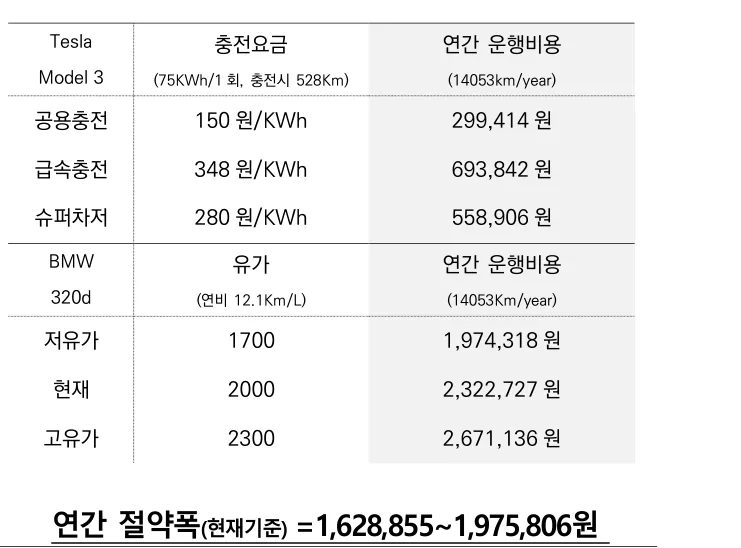 Tesla 충전요금 연간 운행비용
Model 3 (75KWh/1 회, 충전시 528Km) (14053km/year)
공용충전 150 원/KWh 299,414 원
급속충전 348 원/KWh 693,842 원
슈퍼차저 280 원/KWh 558,906 원
BMW 유가 연간 운행비용
320d (연비 12.1Km/L) (14053Km/year)
저유가 1700 1,974,318 원
현재 2000 2,322,727 원
고유가 2300 2,671,136 원
연간 절약폭(현재기준) =1,628,855~1,975,806원